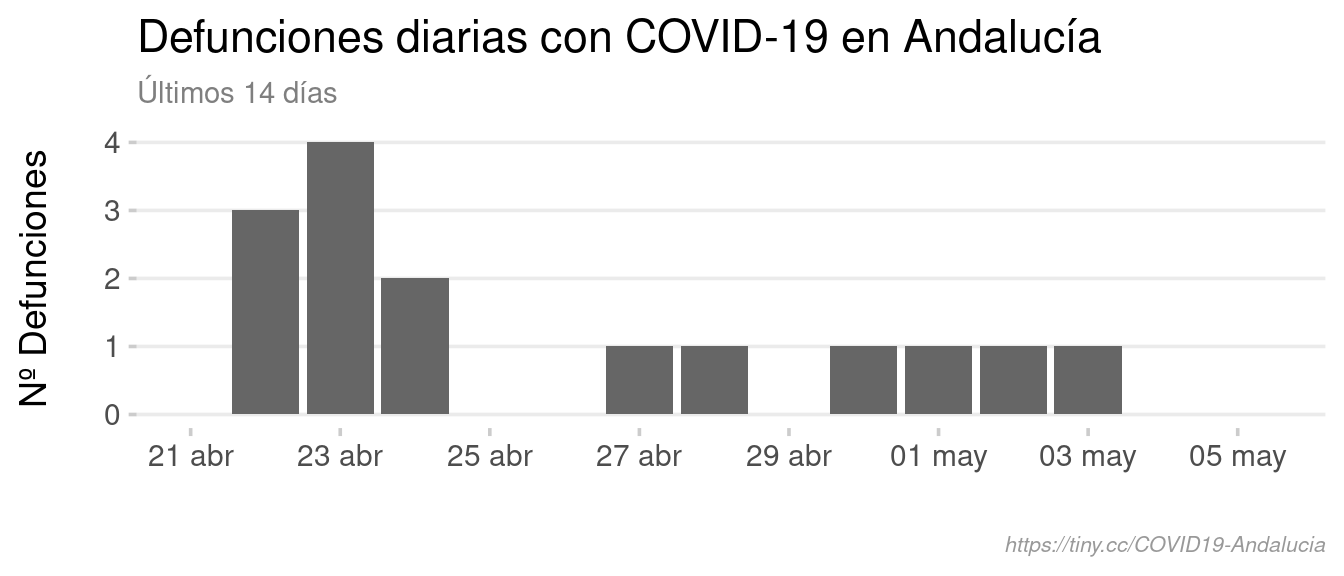 Defunciones diarias con COVID-19 en Andalucía
Últimos 14 días
Nº Defunciones
4
3
2
1
0
21 abr 23 abr 25 abr 27 abr 29 abr 01 may 03 may 05 may
https://tiny.cc/COVID19-Andalucia